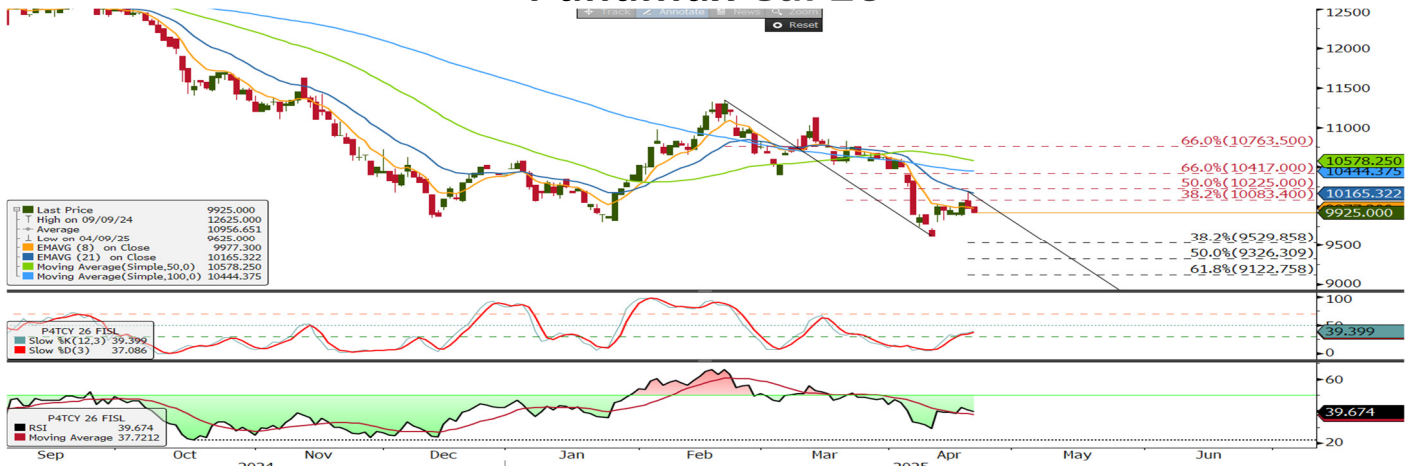 + Track Annotate News Zoom
Reset
12500
12000
11500
11000
66.0%(10763.500)
10578.250
66.0%(10417.000)
10444.375
50.0%(10225.000)
38.2%(10083.400)
10165.322
9925.000
9500
38.2%(9529.858)
50.0%(9326.309)
61.8%(9122.758)
9000
Last Price 9925.000
High on 09/09/24 12625.000
Average 10956.651
Low on 04/09/25 9625.000
EMAVG (8) on Close 9977.300
EMAVG (21) on Close 10165.322
Moving Average(Simple,50,0) 10578.250
Moving Average(Simple,100,0) 10444.375
100
39.399
0
P4TCY 26 FISL
Slow %K(12,3) 39.399
Slow %D(3) 37.086
60
39.674
20
P4TCY 26 FISL
RSI 39.674
Moving Average 37.7212
Sep Oct Nov Dec Jan Feb Mar Apr May Jun
2024 2025